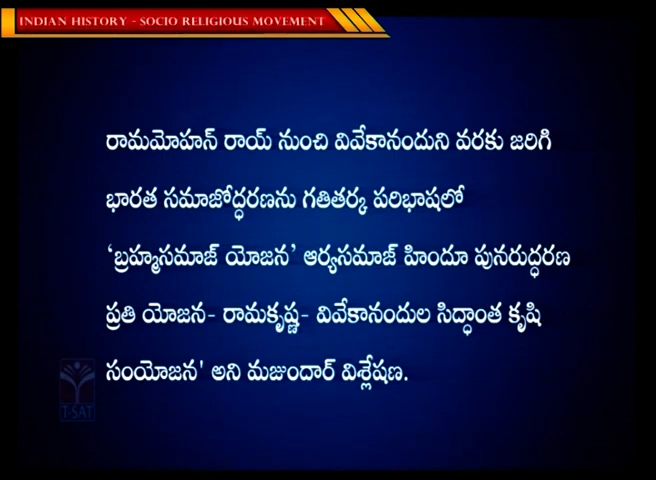 INDIAN HISTORY - SOCIO RELIGIOUS MOVEMENT
రామమోహన్ రాయ్ నుంచి వివేకానందుని వరకు జరిగి
భారత సమాజోద్ధరణను గతితర్క పరిభాషలో
‘బ్రహ్మసమాజ్ యోజన’ ఆర్యసమాజ్ హిందూ పునరుద్ధరణ
ప్రతి యోజన- రామకృష్ణ- వివేకానందుల సిద్ధాంత కృషి
సంయోజన' అని మజుందార్ విశ్లేషణ.
T-SAT